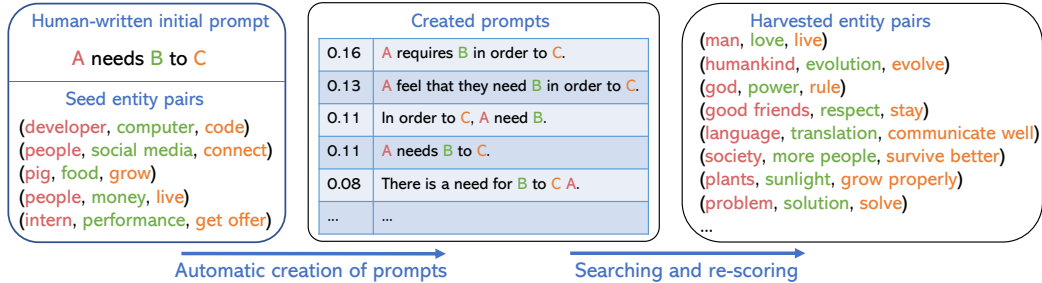 Human-written initial prompt
A needs B to C
Seed entity pairs
(developer, computer, code)
(people, social media, connect)
(pig, food, grow)
(people, money, live)
(intern, performance, get offer)
Created prompts
0.16 A requires B in order to C.
0.13 A feel that they need B in order to C.
0.11 In order to C, A need B.
0.11 A needs B to C.
0.08 There is a need for B to C A.
... ...
Harvested entity pairs
(man, love, live)
(humankind, evolution, evolve)
(god, power, rule)
(good friends, respect, stay)
(language, translation, communicate well)
(society, more people, survive better)
(plants, sunlight, grow properly)
(problem, solution, solve)
...
Automatic creation of prompts
Searching and re-scoring